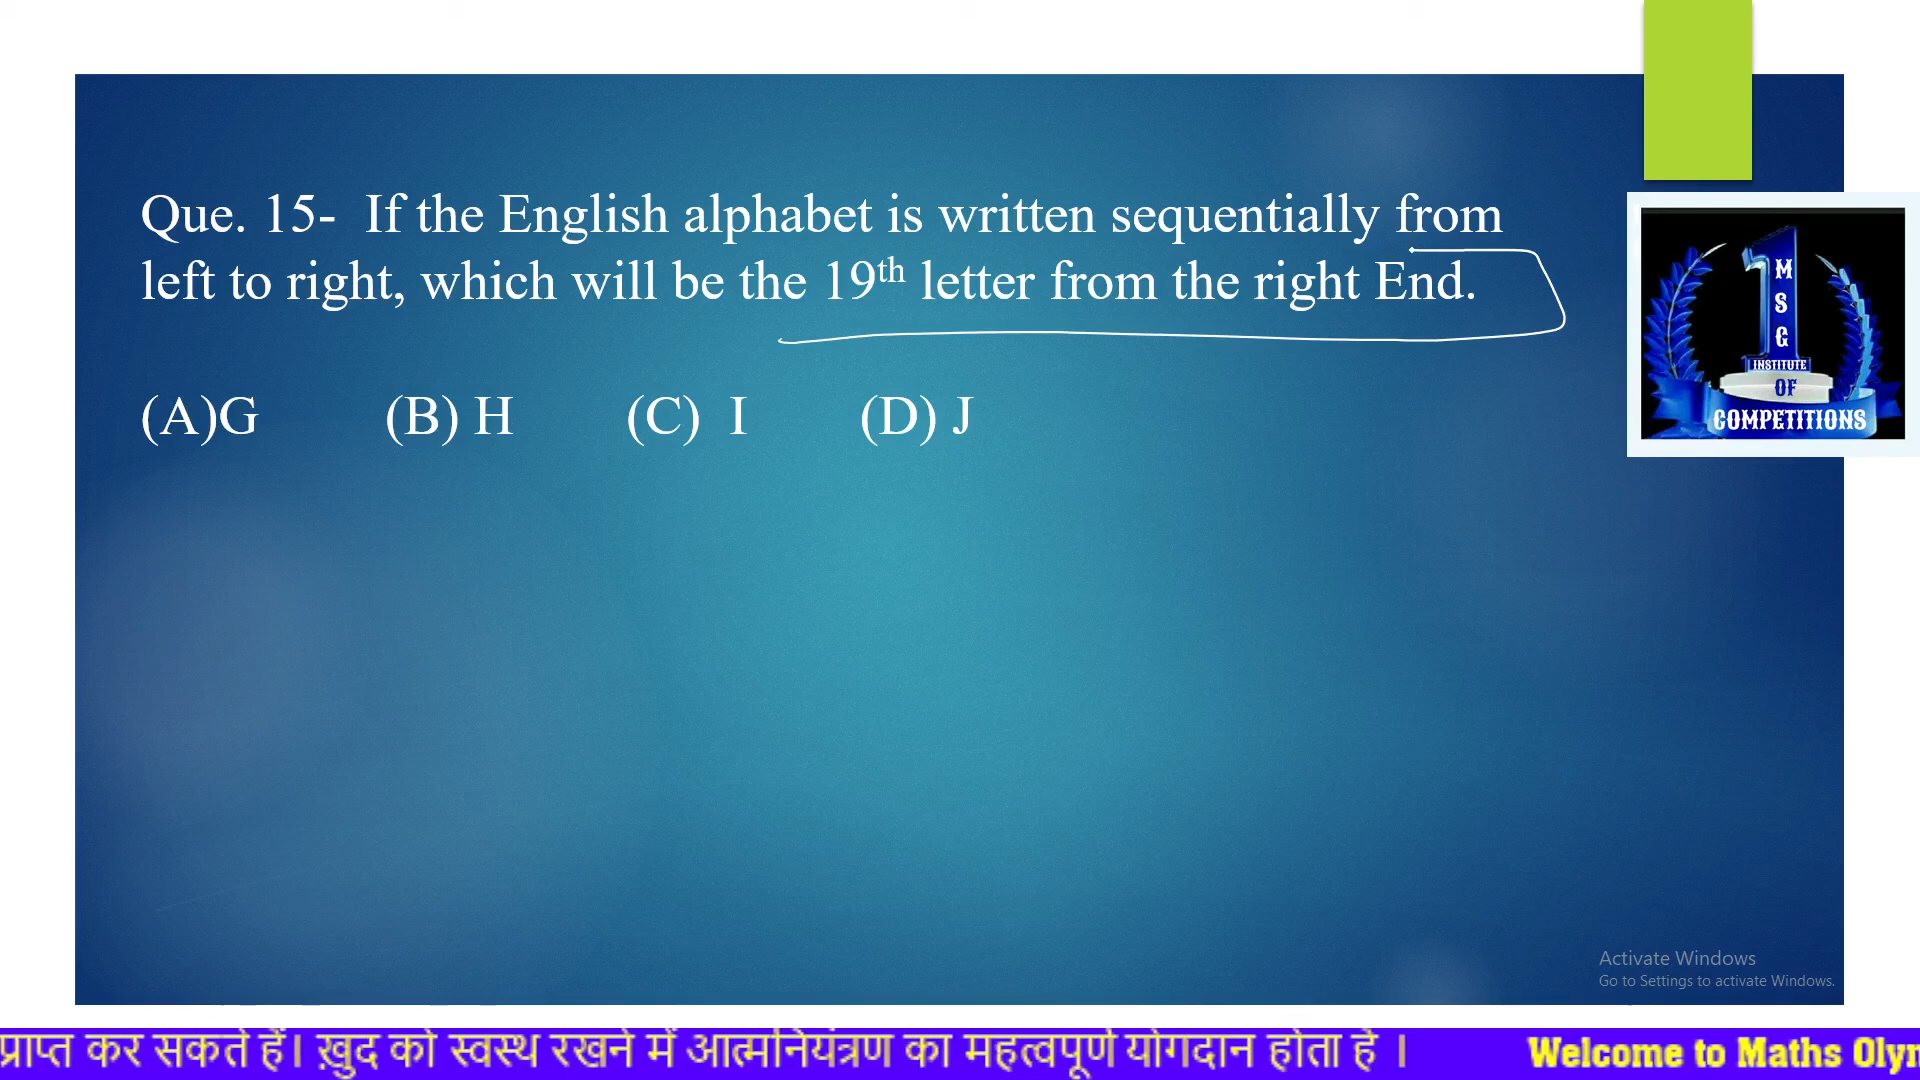 Que. 15-  If the English alphabet is written sequentially from
left to right, which will be the 19th letter from the right End.
(A)G (B) H (C) I (D) J
1
M
S
G
INSTITUTE
OF
COMPETITIONS
Activate Windows
Go to Settings to activate Windows.
प्राप्त कर सकते हैं। ख़ुद को स्वस्थ रखने में आत्मनियंत्रण का महत्वपूर्ण योगदान होता है । Welcome to Maths Olym